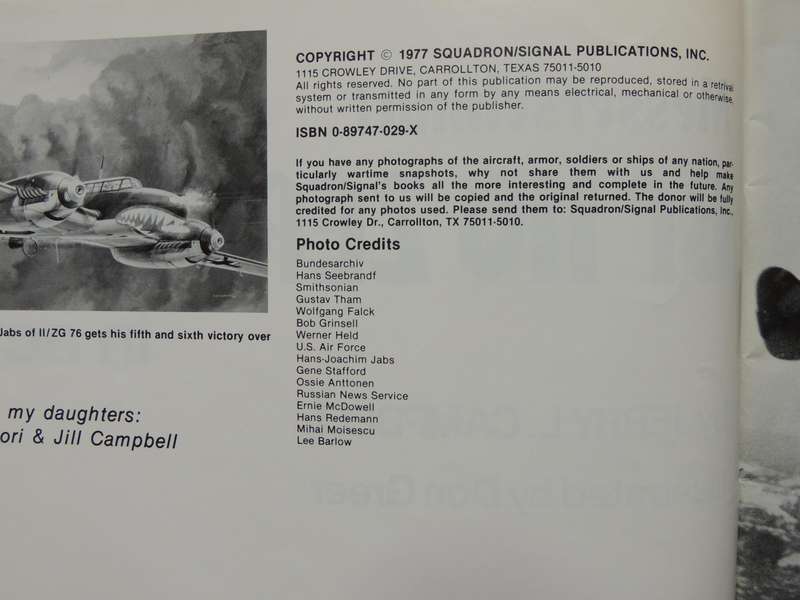 COPYRIGHT © 1977 SQUADRON/SIGNAL PUBLICATIONS, INC.
1115 CROWLEY DRIVE, CARROLLTON, TEXAS 75011-5010
All rights reserved. No part of this publication may be reproduced, stored in a retrival
system or transmitted in any form by any means electrical, mechanical or otherwise,
without written permission of the publisher.
ISBN 0-89747-029-X
If you have any photographs of the aircraft, armor, soldiers or ships of any nation, par-
ticularly wartime snapshots, why not share them with us and help make
Squadron/Signal's books all the more interesting and complete in the future. Any
photograph sent to us will be copied and the original returned. The donor will be fully
credited for any photos used. Please send them to: Squadron/Signal Publications, Inc.,
1115 Crowley Dr., Carrollton, TX 75011-5010.
Photo Credits
Bundesarchiv
Hans Seebrandf
Smithsonian
Gustav Tham
Wolfgang Falck
Bob Grinsell
Werner Held
U.S. Air Force
Hans-Joachim Jabs
Gene Stafford
Ossie Anttonen
Russian News Service
Ernie McDowell
Hans Redemann
Mihai Moisescu
Lee Barlow
Jabs of II/ZG 76 gets his fifth and sixth victory over
my daughters:
ori & Jill Campbell